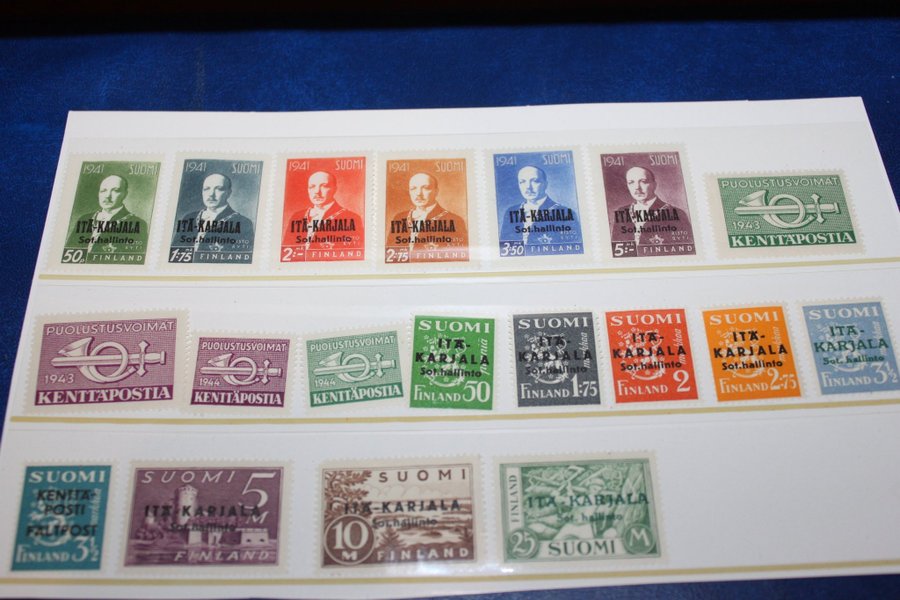 1941 SUOMI
ITÄ-KARJALA
Sot.hallinto
50 FINLAND
1941 SUOMI
ITÄ-KARJALA
Sot.hallinto
1:75 FINLAND
1941 SUOMI
ITÄ-KARJALA
Sot.hallinto
2:- FINLAND
1941 SUOMI
ITÄ-KARJALA
Sot.hallinto
2:75 FINLAND
1941 SUOMI
ITÄ-KARJALA
Sot.hallinto
3:50 FINLAND
1941 SUOMI
ITÄ-KARJALA
Sot.hallinto
5:- FINLAND
PUOLUSTUSVOIMAT
1943
KENTTÄPOSTIA
PUOLUSTUSVOIMAT
1943
KENTTÄPOSTIA
PUOLUSTUSVOIMAT
1944
KENTTÄPOSTIA
PUOLUSTUSVOIMAT
1944
KENTTÄPOSTIA
SUOMI
ITÄ-
KARJALA
Sot.hallinto
FINLAND 50
SUOMI
ITÄ-
KARJALA
Sot.hallinto
FINLAND 1·75
SUOMI
ITÄ-
KARJALA
Sot.hallinto
FINLAND 2
SUOMI
ITÄ-
KARJALA
Sot.hallinto
FINLAND 2·75
SUOMI
ITÄ-
KARJALA
Sot.hallinto
FINLAND 3½
SUOMI
KENTTÄ-
POSTI
FÄLTPOST
FINLAND 3½
SUOMI 5 M
ITÄ-KARJALA
Sot.hallinto
FINLAND
SUOMI
ITÄ-KARJALA
Sot.hallinto
10 M FINLAND
FINLAND
ITÄ-KARJALA
Sot.hallinto
25 SUOMI M